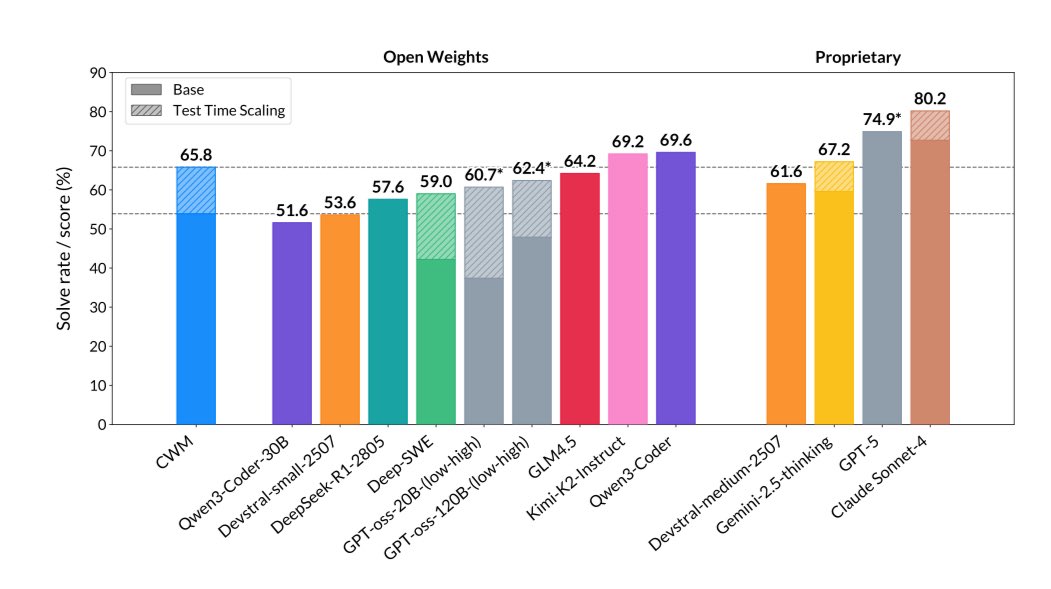 Open Weights
Proprietary
Base
Test Time Scaling
Solve rate / score (%)
90
80
70
60
50
40
30
20
10
0
65.8
51.6
53.6
57.6
59.0
60.7*
62.4*
64.2
69.2
69.6
61.6
67.2
74.9*
80.2
CWM
Qwen3-Coder-30B
Devstral-small-2507
DeepSeek-R1-2805
Deep-SWE
GPT-oss-20B-(low-high)
GPT-oss-120B-(low-high)
GLM4.5
Kimi-K2-Instruct
Qwen3-Coder
Devstral-medium-2507
Gemini-2.5-thinking
GPT-5
Claude Sonnet-4